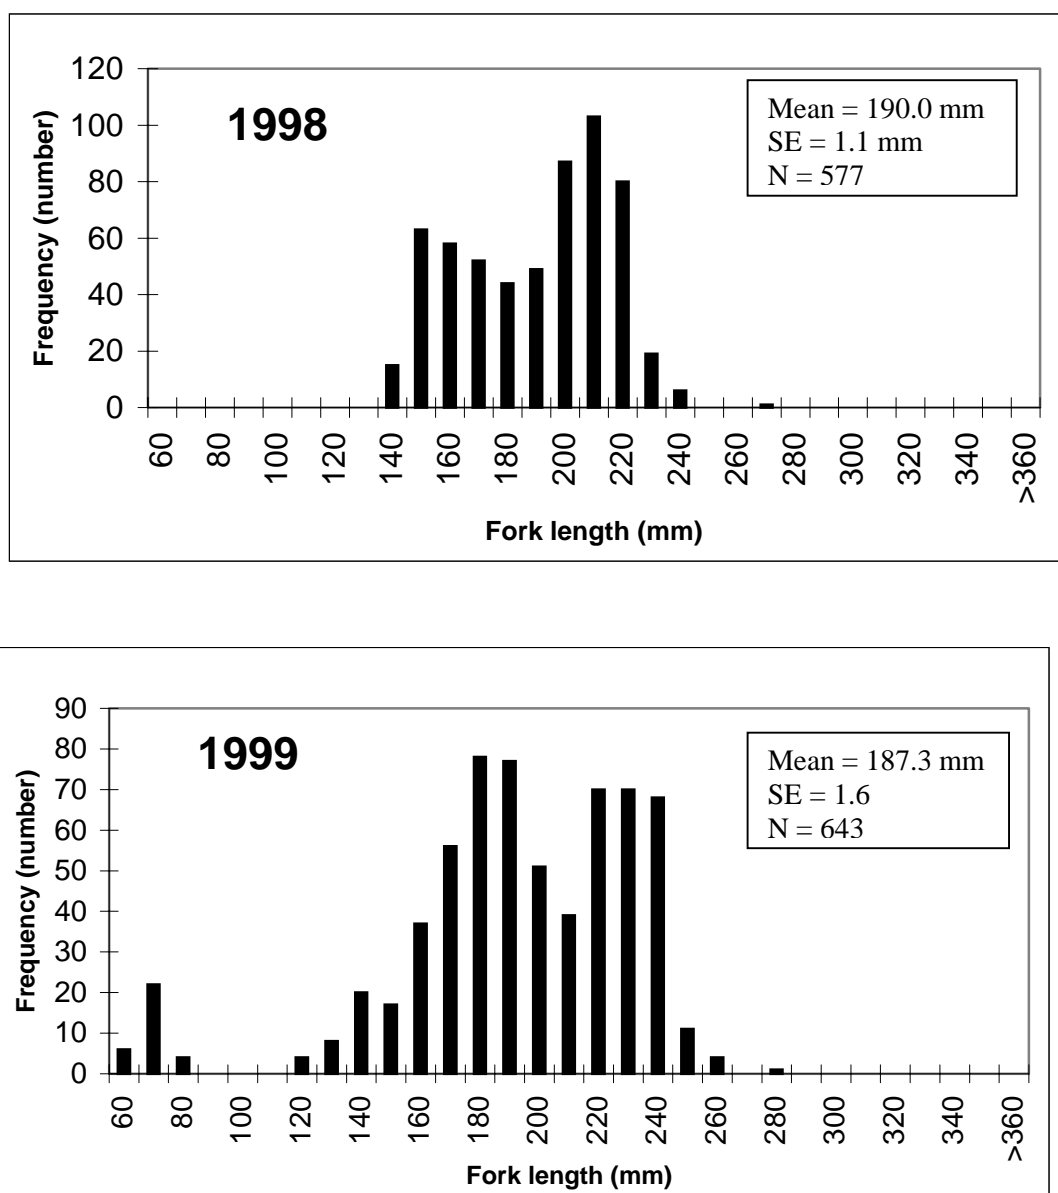 120
100
80
60
40
20
0
Frequency (number)
1998
Mean = 190.0 mm
SE = 1.1 mm
N = 577
60 80 100 120 140 160 180 200 220 240 260 280 300 320 340 >360
Fork length (mm)
90
80
70
60
50
40
30
20
10
0
Frequency (number)
1999
Mean = 187.3 mm
SE = 1.6
N = 643
60 80 100 120 140 160 180 200 220 240 260 280 300 320 340 >360
Fork length (mm)